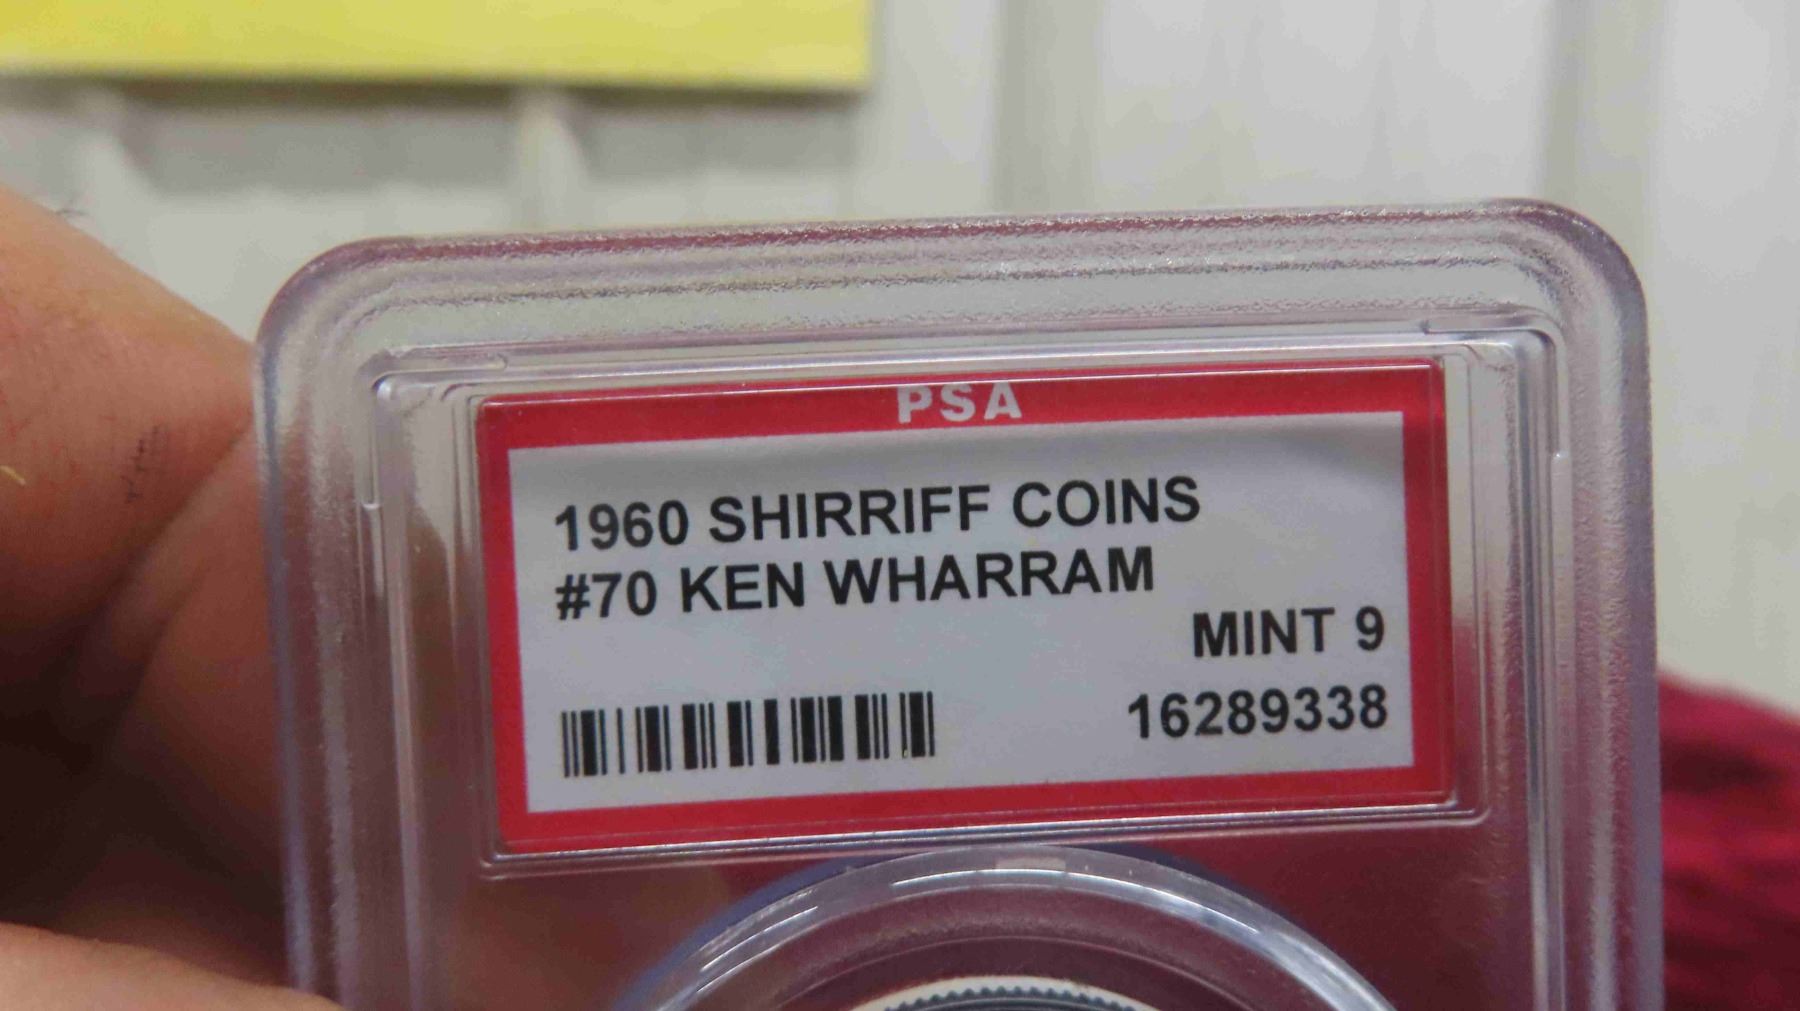 PSA
1960 SHIRRIFF COINS
#70 KEN WHARRAM
MINT 9
16289338